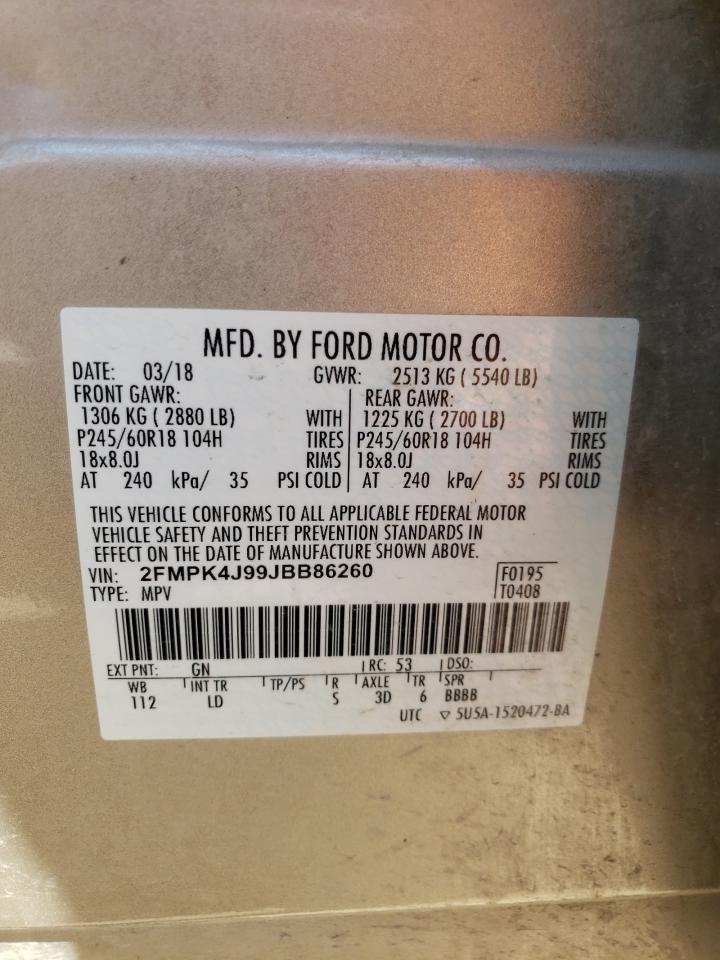 MFD. BY FORD MOTOR CO.
DATE: 03/18 GVWR: 2513 KG ( 5540 LB)
FRONT GAWR: REAR GAWR:
1306 KG ( 2880 LB) WITH 1225 KG ( 2700 LB) WITH
P245/60R18 104H TIRES P245/60R18 104H TIRES
18x8.0J RIMS 18x8.0J RIMS
AT 240 kPa/ 35 PSI COLD AT 240 kPa/ 35 PSI COLD
THIS VEHICLE CONFORMS TO ALL APPLICABLE FEDERAL MOTOR
VEHICLE SAFETY AND THEFT PREVENTION STANDARDS IN
EFFECT ON THE DATE OF MANUFACTURE SHOWN ABOVE.
VIN: 2FMPK4J99JBB86260 F0195
TYPE: MPV T0408
EXT PNT: GN RC: 53 DSO:
WB INT TR TP/PS R AXLE TR SPR
112 LD S 3D 6 BBBB
UTC ▽ 5U5A-1520472-BA